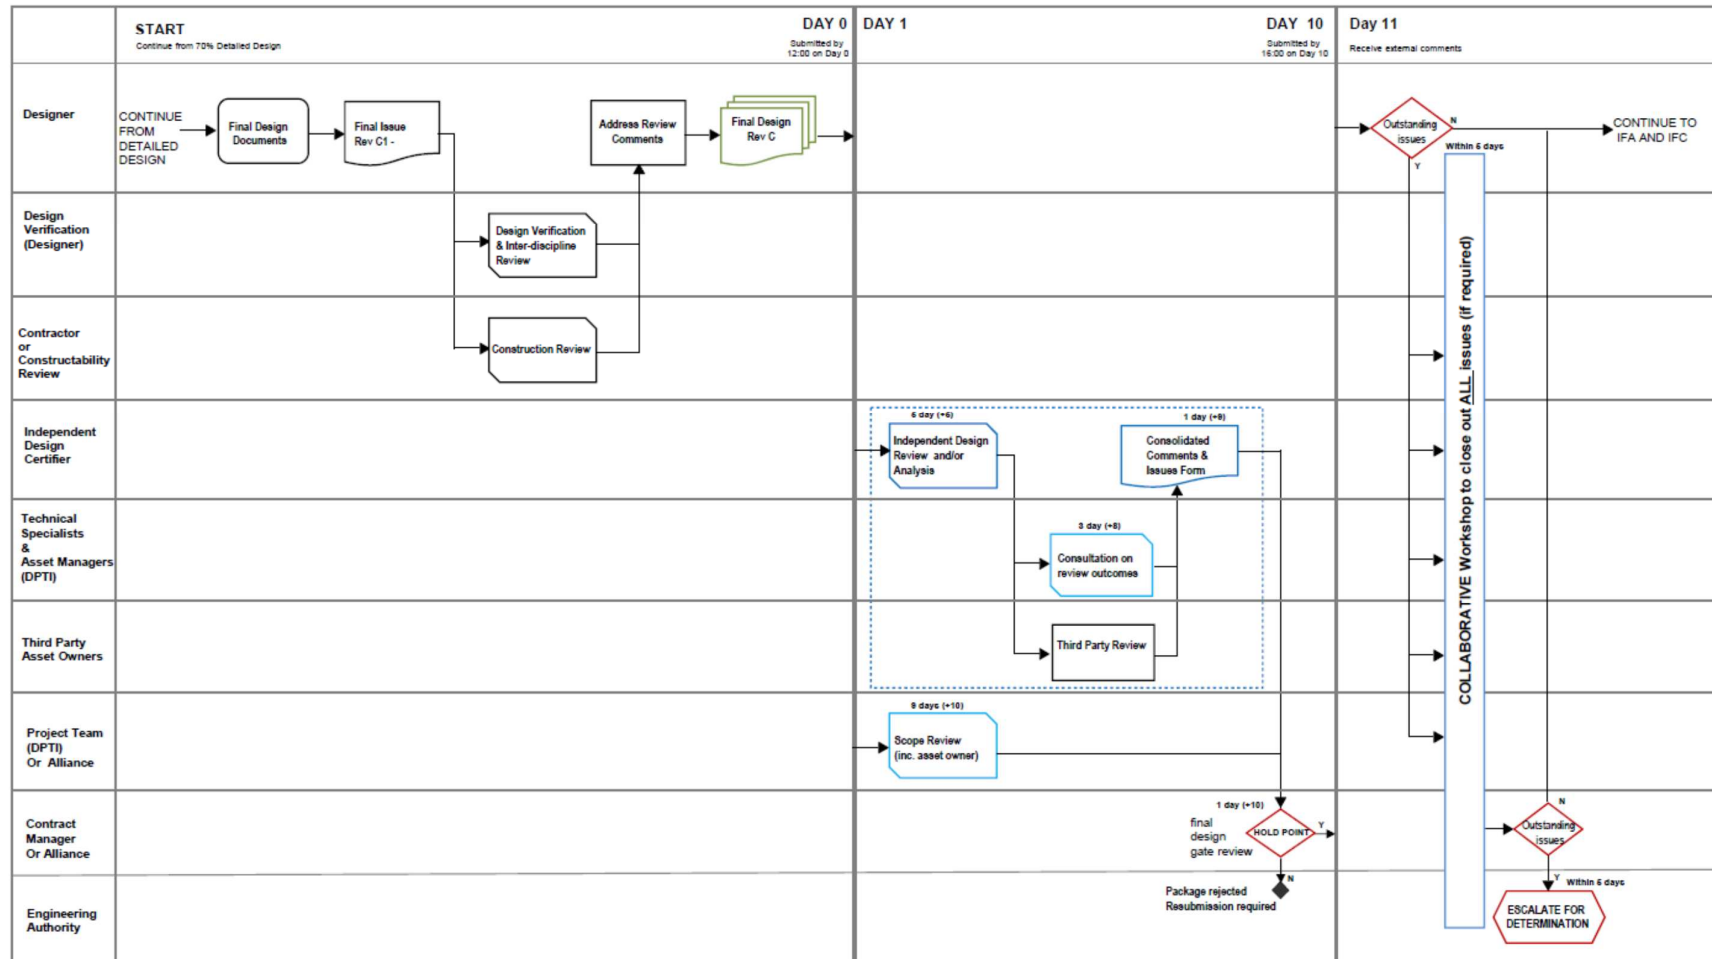 START
Continue from 70% Detailed Design
DAY 0
Submitted by
12:00 on Day 0
DAY 1
DAY 10
Submitted by
16:00 on Day 10
Day 11
Receive external comments
Designer
CONTINUE
FROM
DETAILED
DESIGN
Final Design
Documents
Final Issue
Rev C1 -
Address Review
Comments
Final Design
Rev C
Outstanding
issues
N
Y
Within 5 days
CONTINUE TO
IFA AND IFC
Design
Verification
(Designer)
Design Verification
& Inter-discipline
Review
Contractor
or
Constructability
Review
Construction Review
COLLABORATIVE Workshop to close out ALL issues (if required)
Independent
Design
Certifier
5 day (+5)
Independent Design
Review and/or
Analysis
1 day (+9)
Consolidated
Comments &
Issues Form
Technical
Specialists
&
Asset Managers
(DPTI)
3 day (+8)
Consultation on
review outcomes
Third Party
Asset Owners
Third Party Review
Project Team
(DPTI)
Or Alliance
9 days (+10)
Scope Review
(inc. asset owner)
Contract
Manager
Or Alliance
1 day (+10)
final
design
gate review
HOLD POINT
Y
N
Package rejected
Resubmission required
N
Outstanding
issues
Y
Within 5 days
Engineering
Authority
ESCALATE FOR
DETERMINATION